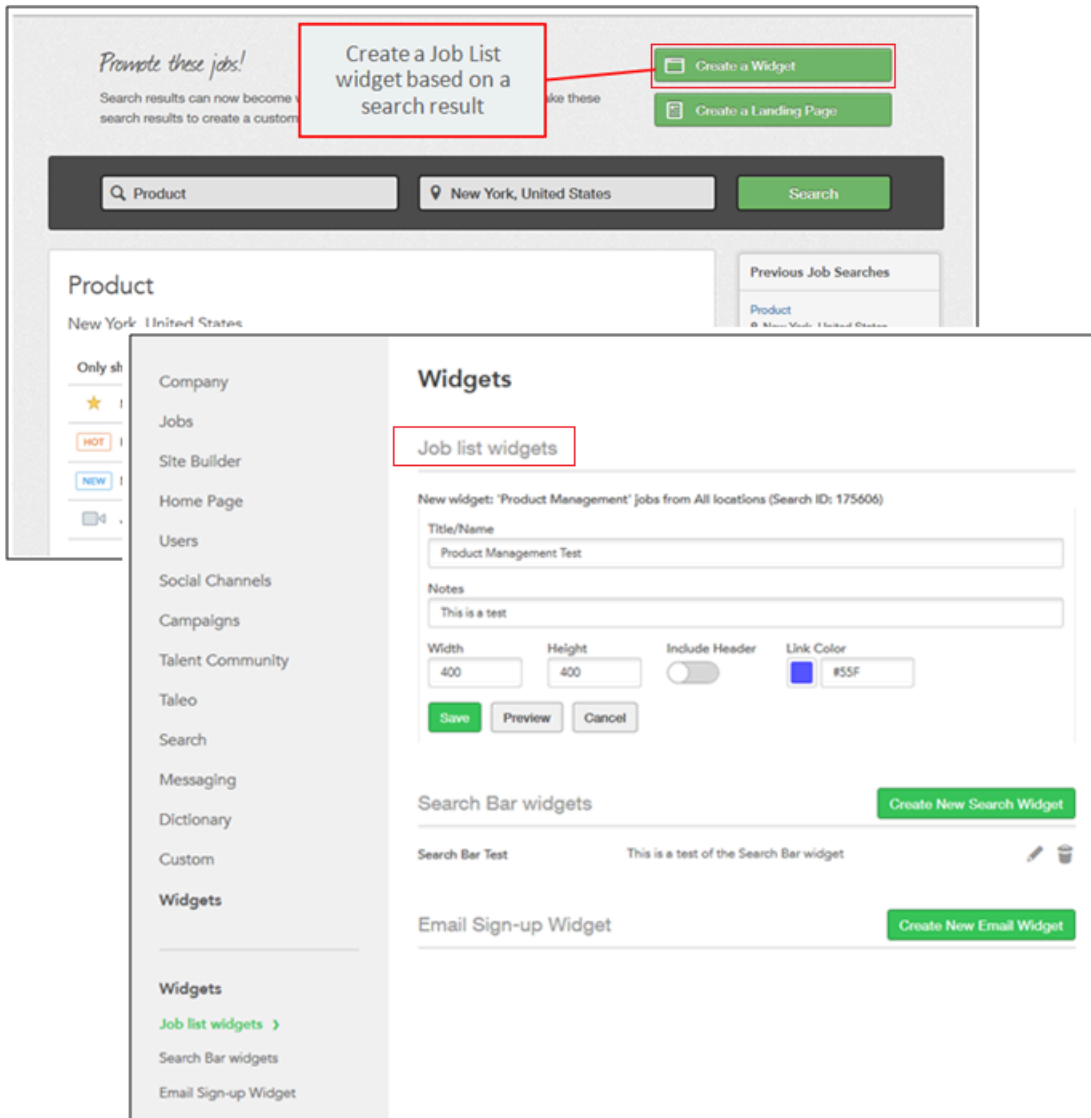 Promote these jobs!
Search results can now become
ake these
search results to create a custom
Create a Job List
widget based on a
search result
Create a Widget
Create a Landing Page
Product
New York, United States
Search
Product
New York, United States
Previous Job Searches
Product
New York, United States
Only sh
HOT
NEW
Company
Jobs
Site Builder
Home Page
Users
Social Channels
Campaigns
Talent Community
Taleo
Search
Messaging
Dictionary
Custom
Widgets
Widgets
Job list widgets ❯
Search Bar widgets
Email Sign-up Widget
Widgets
Job list widgets
New widget: 'Product Management' jobs from All locations (Search ID: 175606)
Title/Name
Product Management Test
Notes
This is a test
Width Height Include Header Link Color
400 400 #55F
Save Preview Cancel
Search Bar widgets Create New Search Widget
Search Bar Test This is a test of the Search Bar widget
Email Sign-up Widget Create New Email Widget